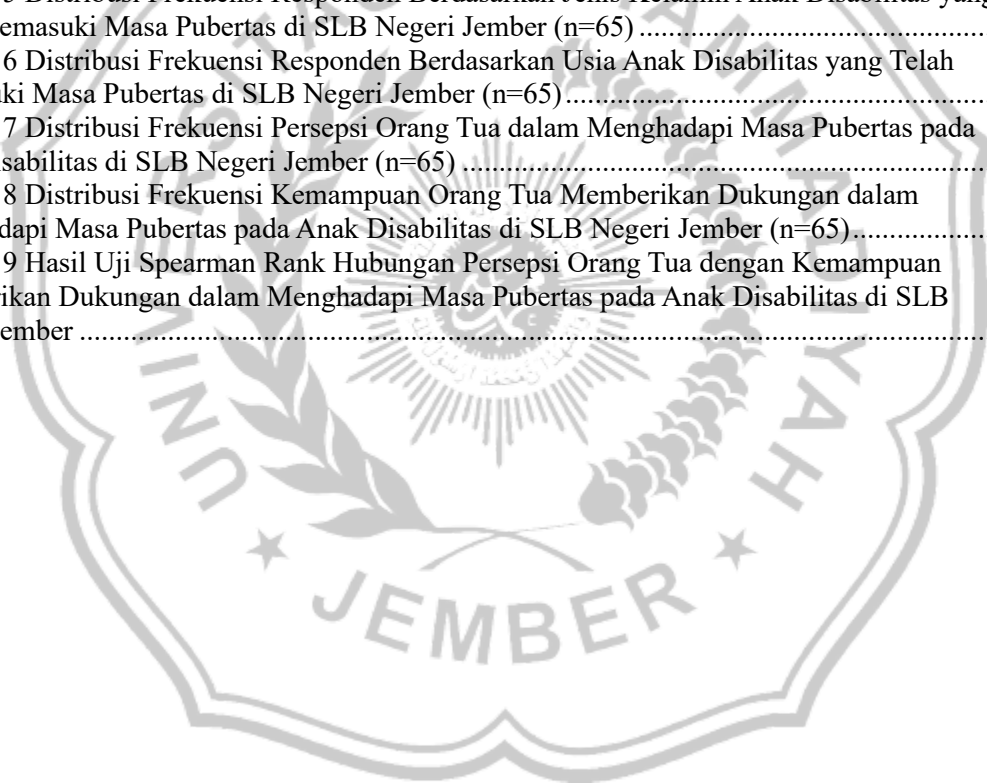 5 Distribusi Frekuensi Responden Berdasarkan Jenis Kelamin Anak Disabilitas yang
emasuki Masa Pubertas di SLB Negeri Jember (n=65) ..........................................
6 Distribusi Frekuensi Responden Berdasarkan Usia Anak Disabilitas yang Telah
uki Masa Pubertas di SLB Negeri Jember (n=65) ..................................................
7 Distribusi Frekuensi Persepsi Orang Tua dalam Menghadapi Masa Pubertas pada
isabilitas di SLB Negeri Jember (n=65) ..............................................................
8 Distribusi Frekuensi Kemampuan Orang Tua Memberikan Dukungan dalam
dapi Masa Pubertas pada Anak Disabilitas di SLB Negeri Jember (n=65) ................
9 Hasil Uji Spearman Rank Hubungan Persepsi Orang Tua dengan Kemampuan
rikan Dukungan dalam Menghadapi Masa Pubertas pada Anak Disabilitas di SLB
ember ..........................................................................................................
JEMBER